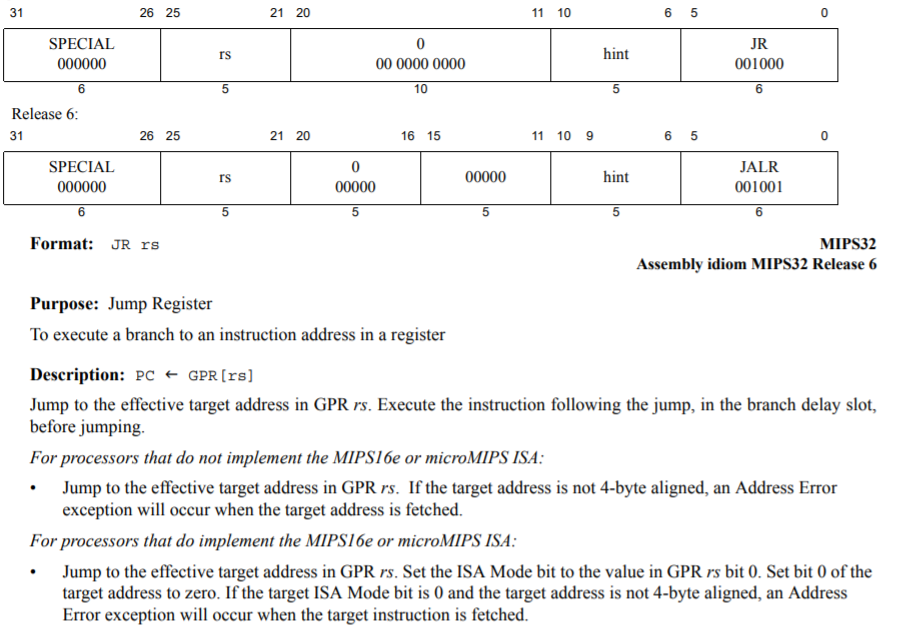 31 26 25 21 20 11 10 6 5 0
SPECIAL 000000 rs 0 00 0000 0000 hint JR 001000
6 5 10 5 6
Release 6:
31 26 25 21 20 16 15 11 10 9 6 5 0
SPECIAL 000000 rs 0 00000 00000 hint JALR 001001
6 5 5 5 5 6
Format: JR rs MIPS32
Assembly idiom MIPS32 Release 6
Purpose: Jump Register
To execute a branch to an instruction address in a register
Description: PC ← GPR[rs]
Jump to the effective target address in GPR rs. Execute the instruction following the jump, in the branch delay slot,
before jumping.
For processors that do not implement the MIPS16e or microMIPS ISA:
• Jump to the effective target address in GPR rs. If the target address is not 4-byte aligned, an Address Error
exception will occur when the target address is fetched.
For processors that do implement the MIPS16e or microMIPS ISA:
• Jump to the effective target address in GPR rs. Set the ISA Mode bit to the value in GPR rs bit 0. Set bit 0 of the
target address to zero. If the target ISA Mode bit is 0 and the target address is not 4-byte aligned, an Address
Error exception will occur when the target instruction is fetched.